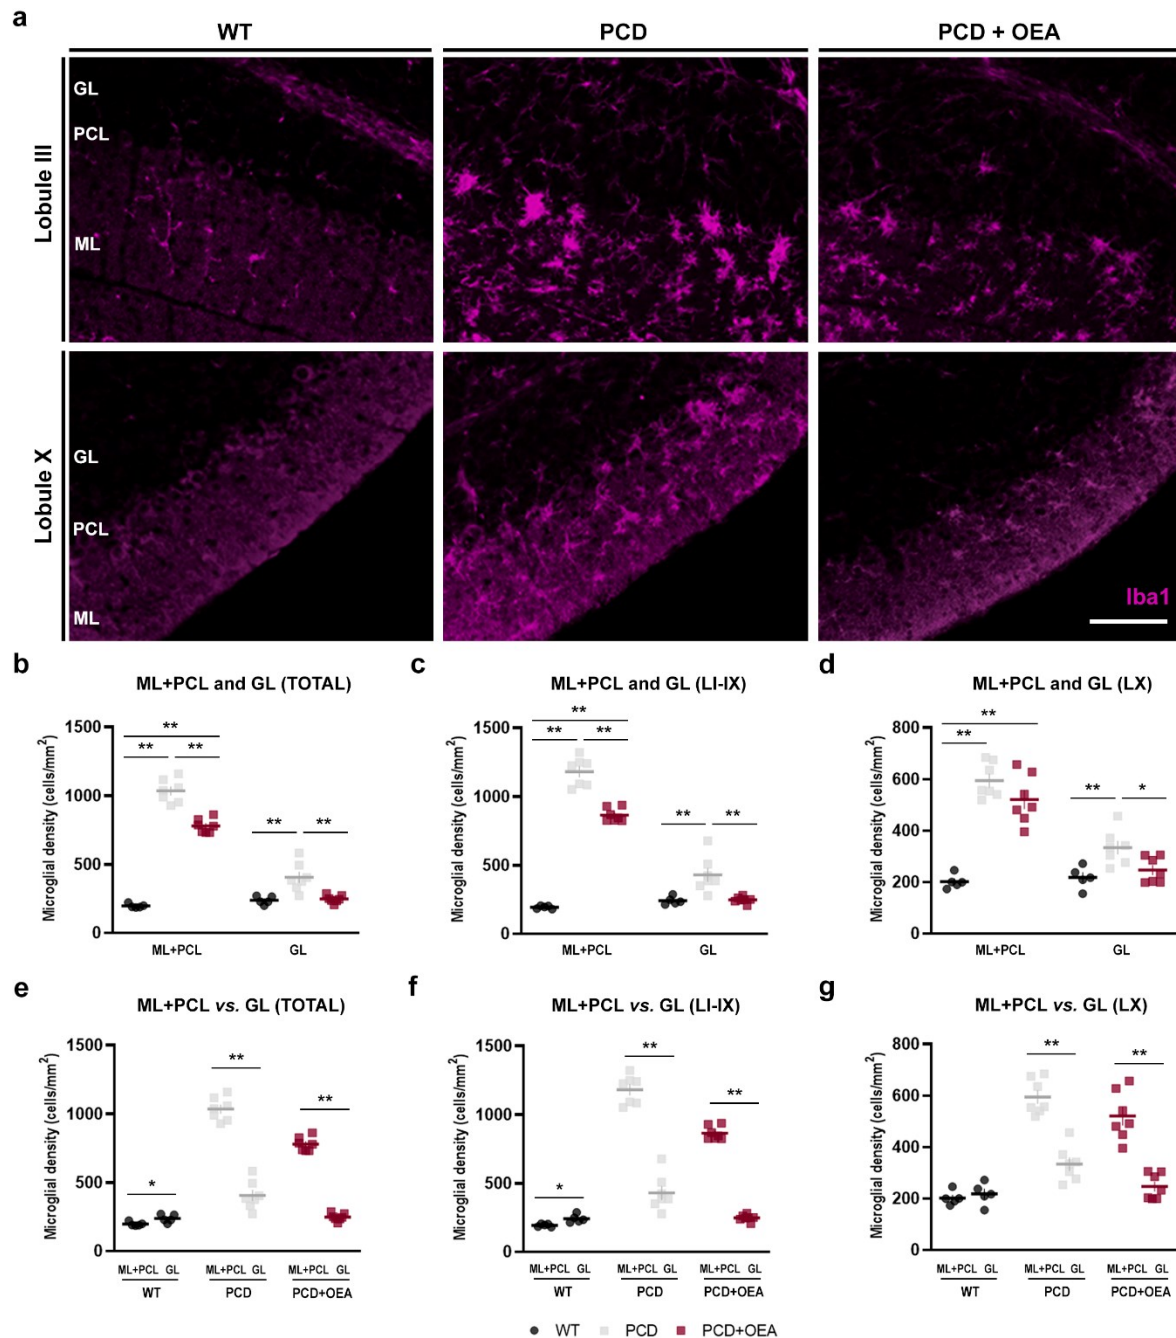 a
WT PCD PCD + OEA
Lobule III
GL
PCL
ML
Lobule X
GL
PCL
ML
Iba1
b
ML+PCL and GL (TOTAL)
Microglial density (cells/mm²)
1500
1000
500
0
** 
** **
** **
ML+PCL GL
c
ML+PCL and GL (LI-IX)
Microglial density (cells/mm²)
1500
1000
500
0
**
** **
** **
ML+PCL GL
d
ML+PCL and GL (LX)
Microglial density (cells/mm²)
800
600
400
200
0
**
**
** *
ML+PCL GL
e
ML+PCL vs. GL (TOTAL)
Microglial density (cells/mm²)
1500
1000
500
0
* ** **
ML+PCL GL ML+PCL GL ML+PCL GL
WT PCD PCD+OEA
f
ML+PCL vs. GL (LI-IX)
Microglial density (cells/mm²)
1500
1000
500
0
* ** **
ML+PCL GL ML+PCL GL ML+PCL GL
WT PCD PCD+OEA
g
ML+PCL vs. GL (LX)
Microglial density (cells/mm²)
800
600
400
200
0
** **
ML+PCL GL ML+PCL GL ML+PCL GL
WT PCD PCD+OEA
WT PCD PCD+OEA